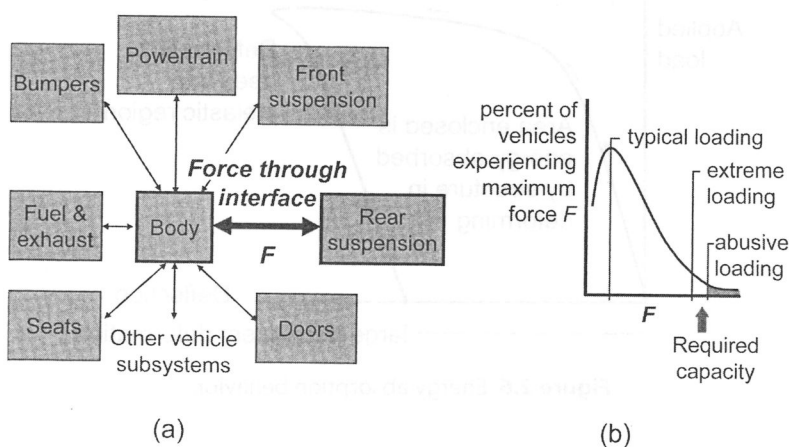 Bumpers
Powertrain
Front
suspension
Force through
interface
Fuel &
exhaust
Body
F
Rear
suspension
Seats
Other vehicle
subsystems
Doors
(a)
percent of
vehicles
experiencing
maximum
force F
typical loading
extreme
loading
abusive
loading
F
Required
capacity
(b)